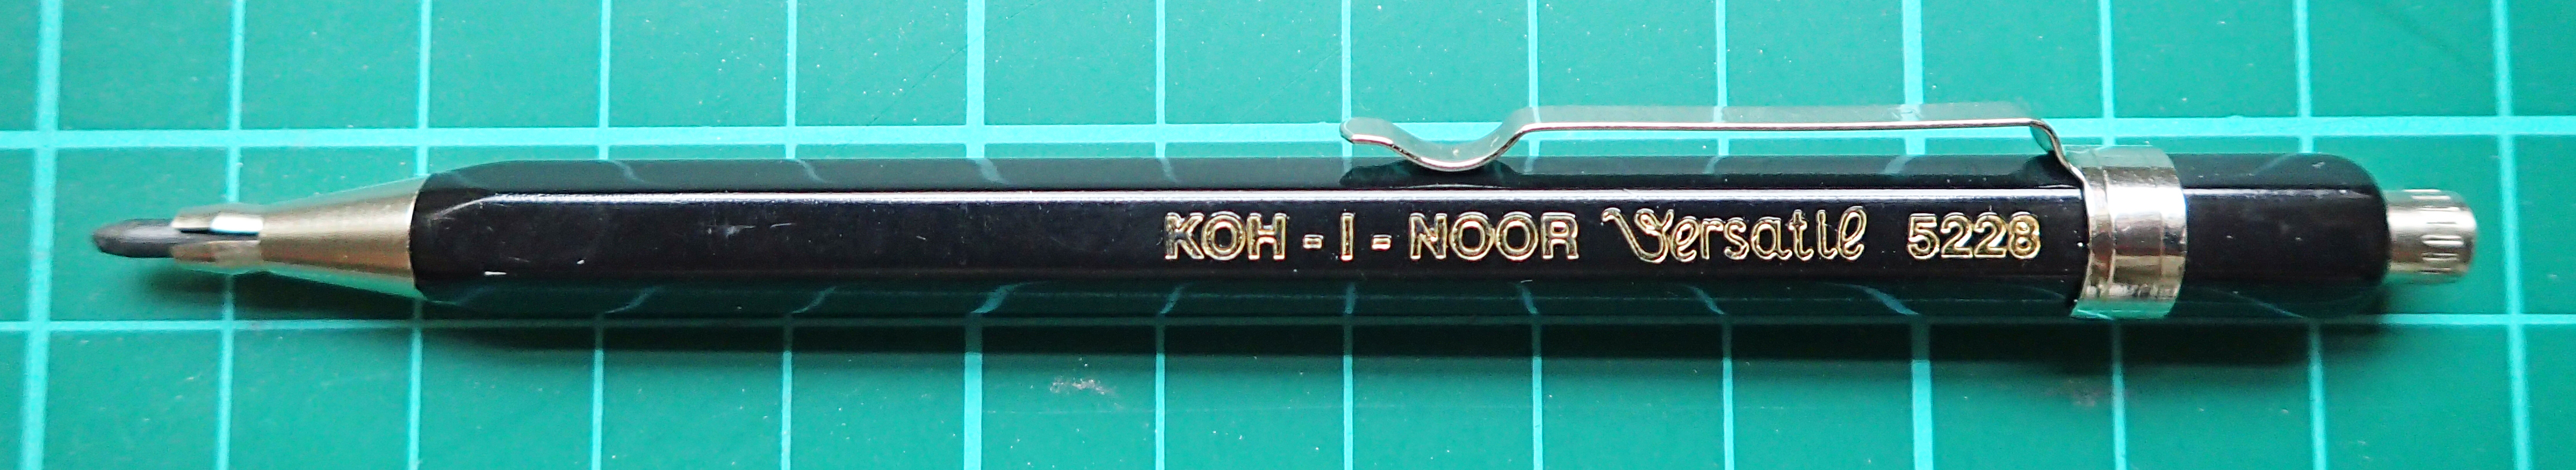 KOH-I-NOOR Versatil 5228